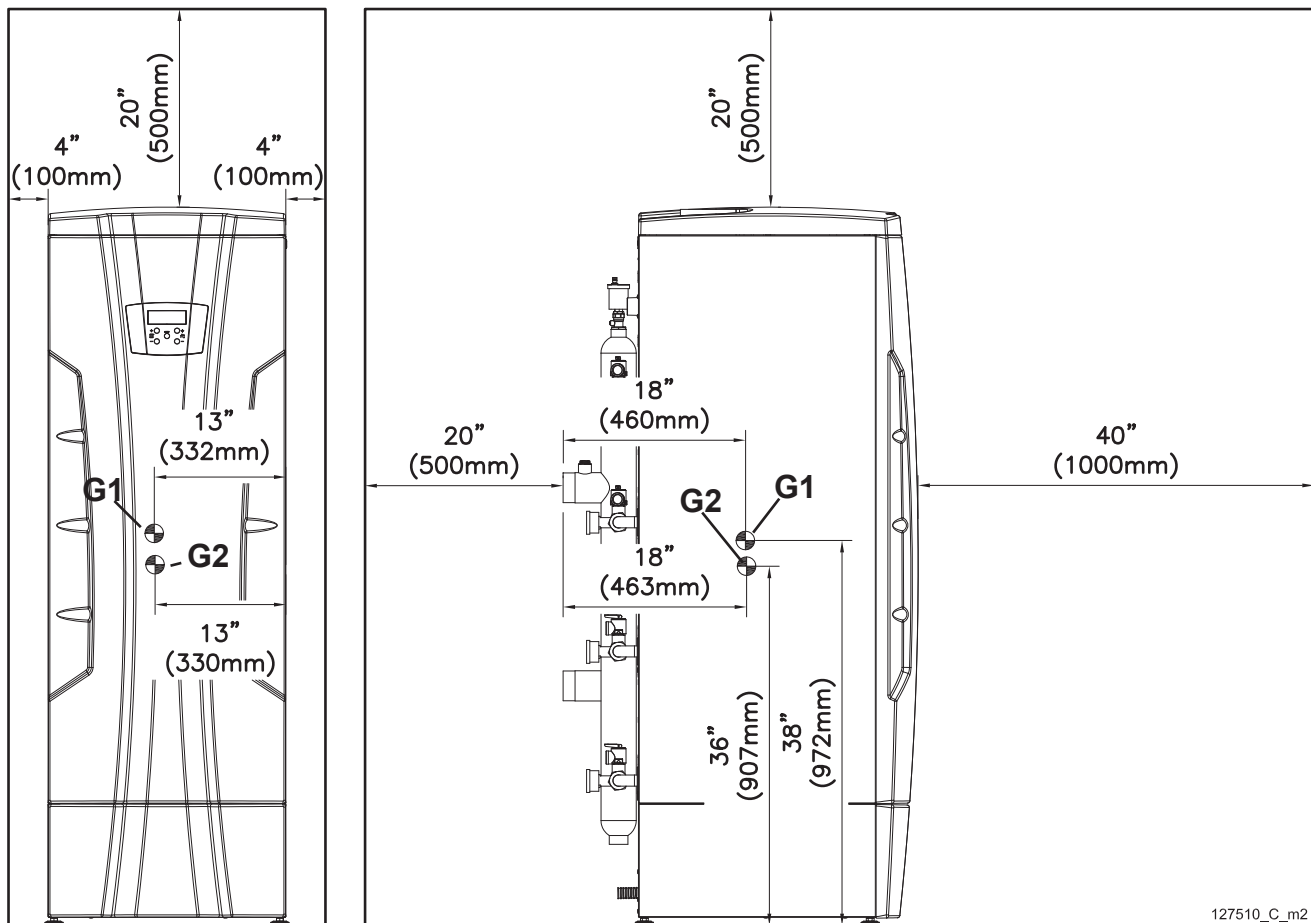 20”
(500mm)
4”
(100mm)
4”
(100mm)
13”
(332mm)
G1
G2
13”
(330mm)
20”
(500mm)
18”
(460mm)
20”
(500mm)
40”
(1000mm)
G2
G1
18”
(463mm)
36”
(907mm)
38”
(972mm)
127510_C_m2